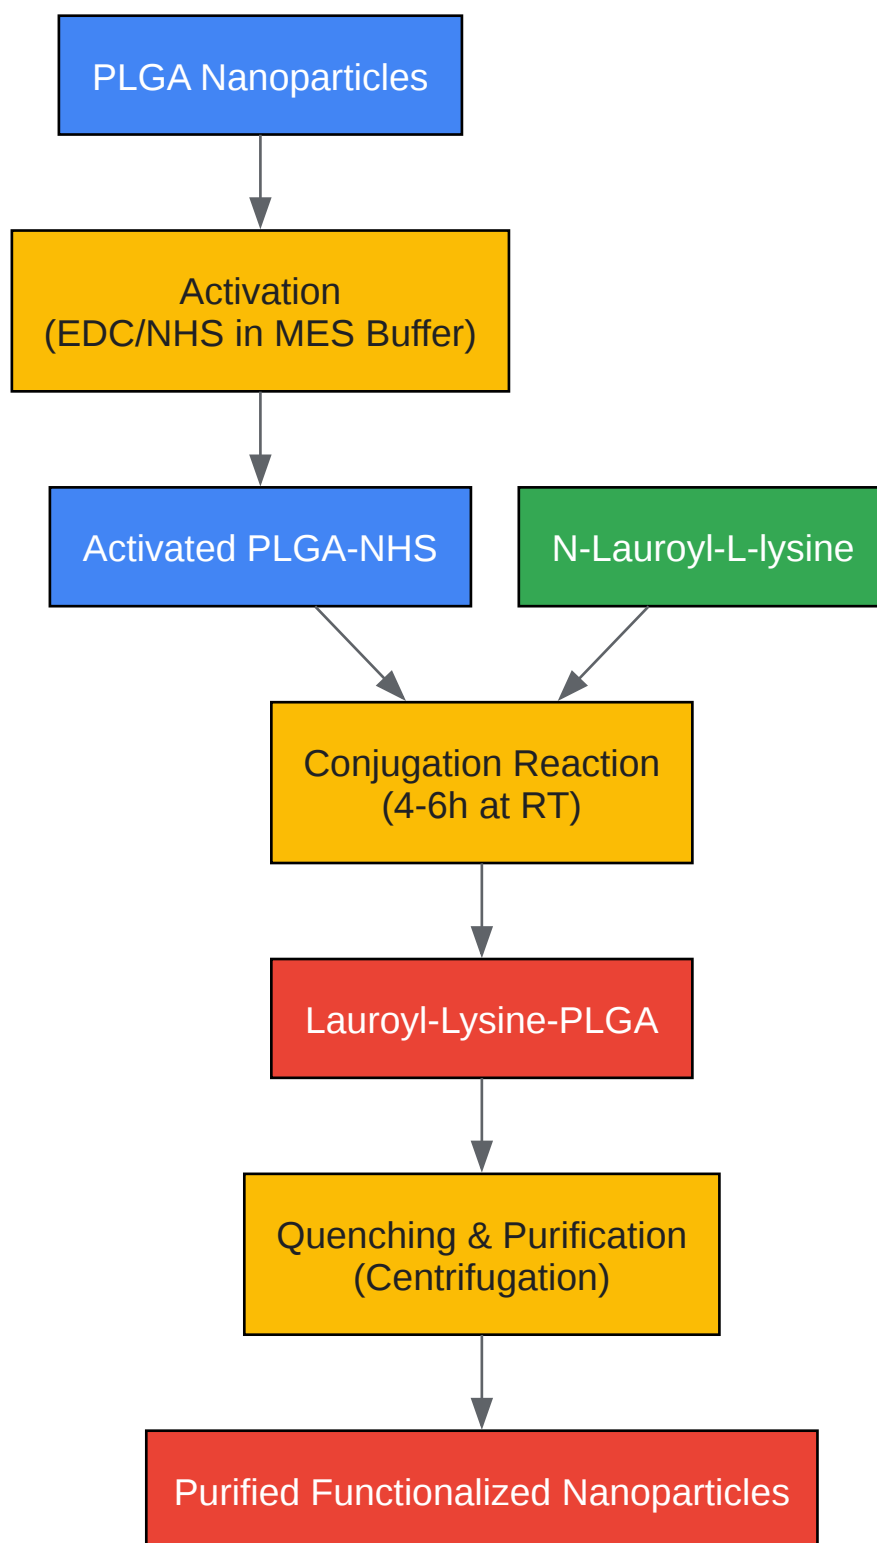 PLGA Nanoparticles
Activation
(EDC/NHS in MES Buffer)
Activated PLGA-NHS
N-Lauroyl-L-lysine
Conjugation Reaction
(4-6h at RT)
Lauroyl-Lysine-PLGA
Quenching & Purification
(Centrifugation)
Purified Functionalized Nanoparticles